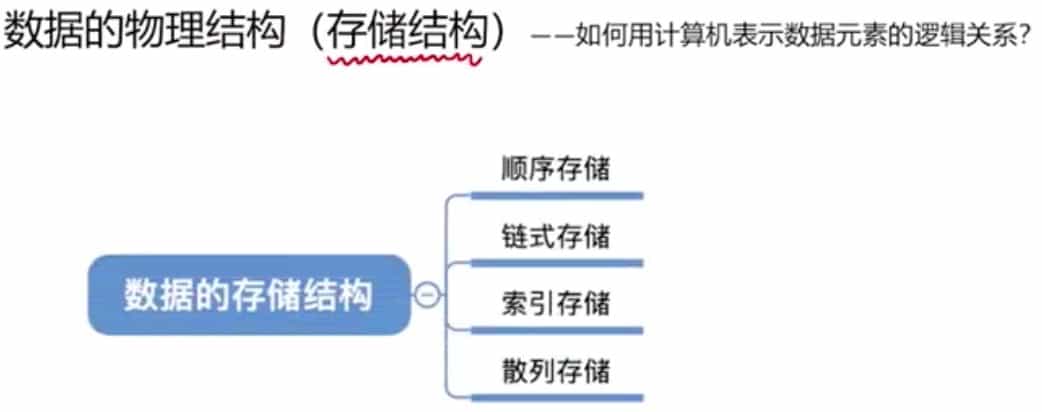 数据的物理结构（存储结构） ——如何用计算机表示数据元素的逻辑关系？
顺序存储
链式存储
数据的存储结构
索引存储
散列存储